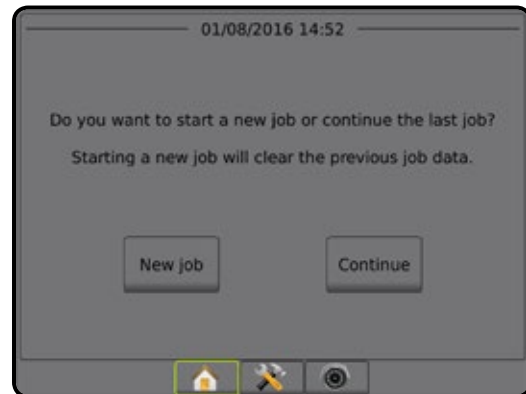 01/08/2016 14:52
Do you want to start a new job or continue the last job?
Starting a new job will clear the previous job data.
New job Continue